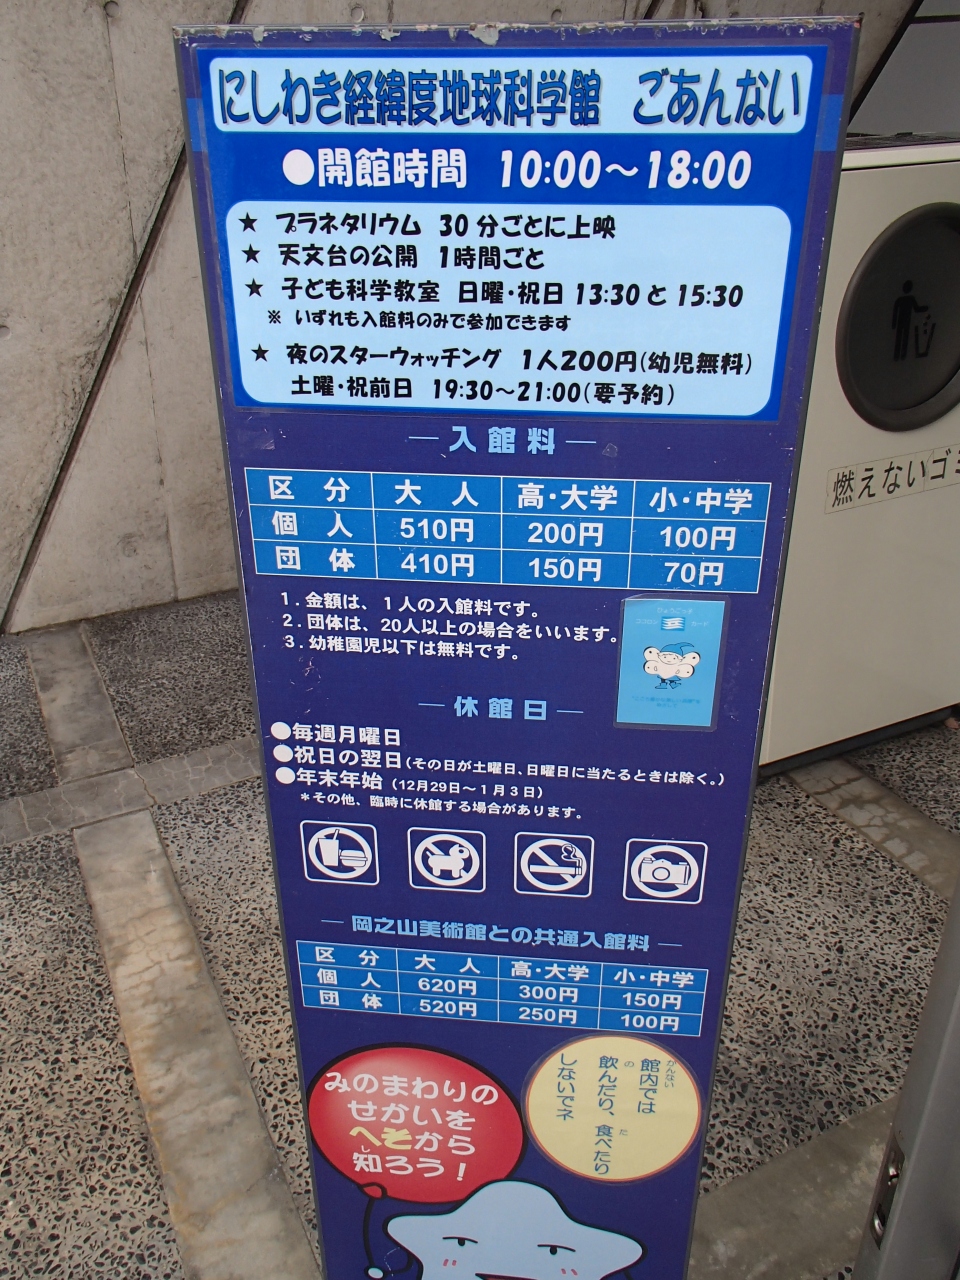 にしわき経緯度地球科学館　ごあんない
●開館時間　10:00～18:00
★ プラネタリウム　30分ごとに上映
★ 天文台の公開　1時間ごと
★ 子ども科学教室　日曜・祝日 13:30 と 15:30
※ いずれも入館料のみで参加できます
★ 夜のスターウォッチング　1人200円(幼児無料)
土曜・祝前日　19:30～21:00(要予約)
― 入館料 ―
区　分　大　人　高・大学　小・中学
個　人　510円　200円　100円
団　体　410円　150円　70円
1. 金額は、1人の入館料です。
2. 団体は、20人以上の場合をいいます。
3. 幼稚園児以下は無料です。
ひょうごっ子
ココロン カード
― 休館日 ―
●毎週月曜日
●祝日の翌日(その日が土曜日、日曜日に当たるときは除く。)
●年末年始 (12月29日～1月3日)
＊その他、臨時に休館する場合があります。
― 岡之山美術館との共通入館料 ―
区　分　大　人　高・大学　小・中学
個　人　620円　300円　150円
団　体　520円　250円　100円
みのまわりの
せかいを
へそから
知ろう！
館内では
飲んだり、食べたり
しないでネ
燃えないゴミ